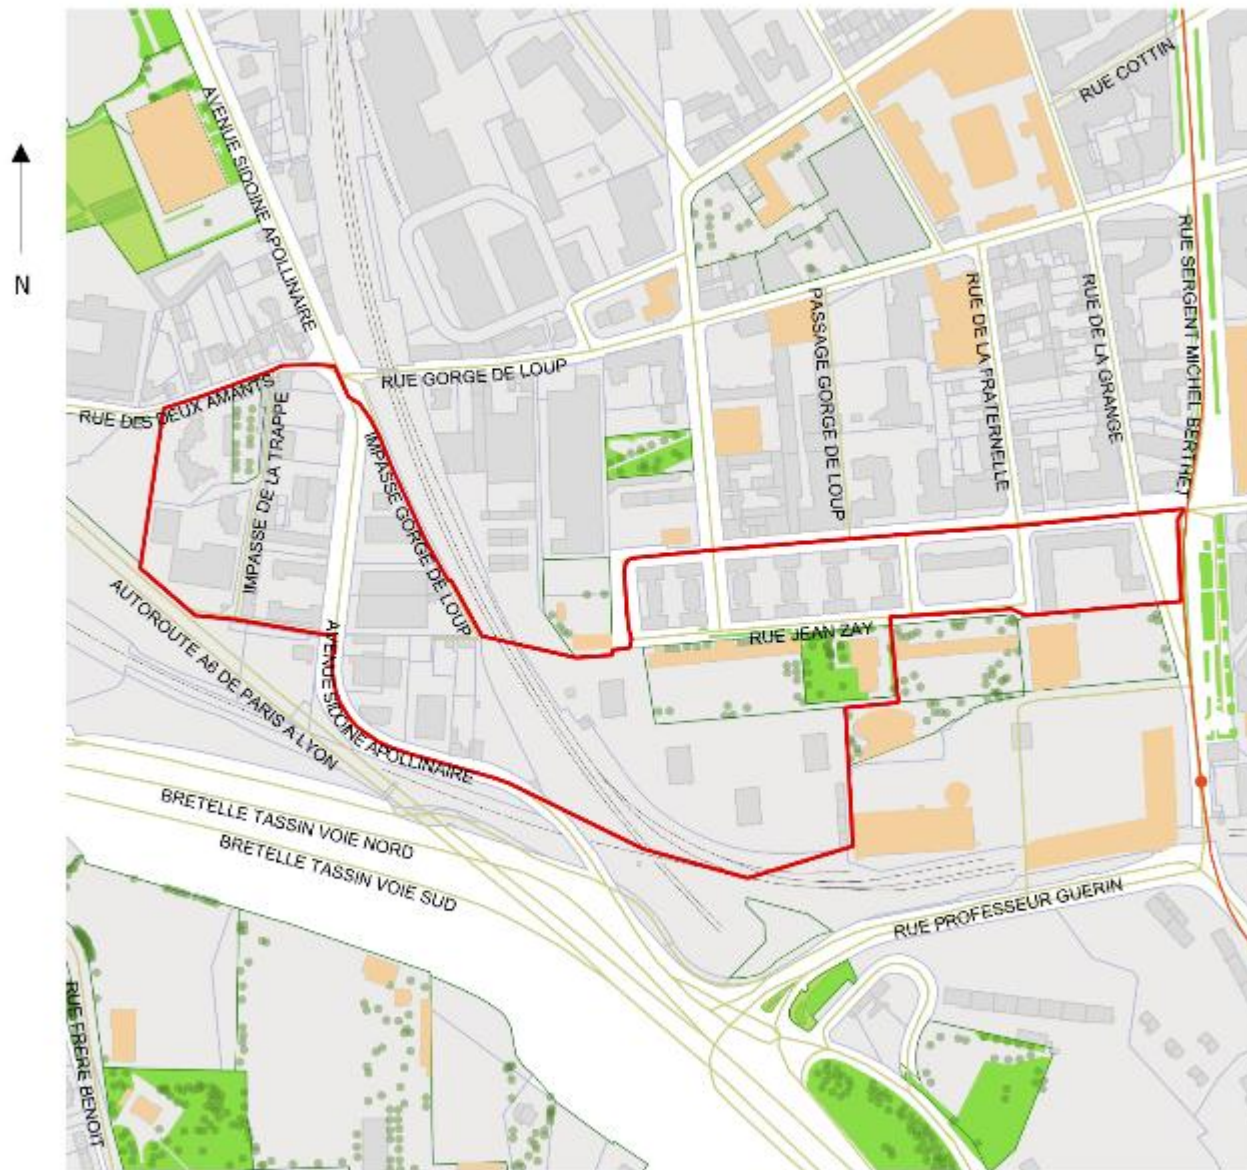 RUE COTTIN
AVENUE SIDOINE APOLLINAIRE
N
RUE SERGENT MICHEL BERTHET
RUE DE LA FRATERNELLE
RUE DE LA GRANGE
PASSAGE GORGE DE LOUP
RUE GORGE DE LOUP
RUE DES DEUX AMANTS
IMPASSE DE LA TRAPPE
IMPASSE GORGE DE LOUP
AUTOROUTE A6 DE PARIS A LYON
RUE JEAN ZAY
AVENUE SIDOINE APOLLINAIRE
BRETELLE TASSIN VOIE NORD
BRETELLE TASSIN VOIE SUD
RUE PROFESSEUR GUERIN
RUE FRERE BENOIT